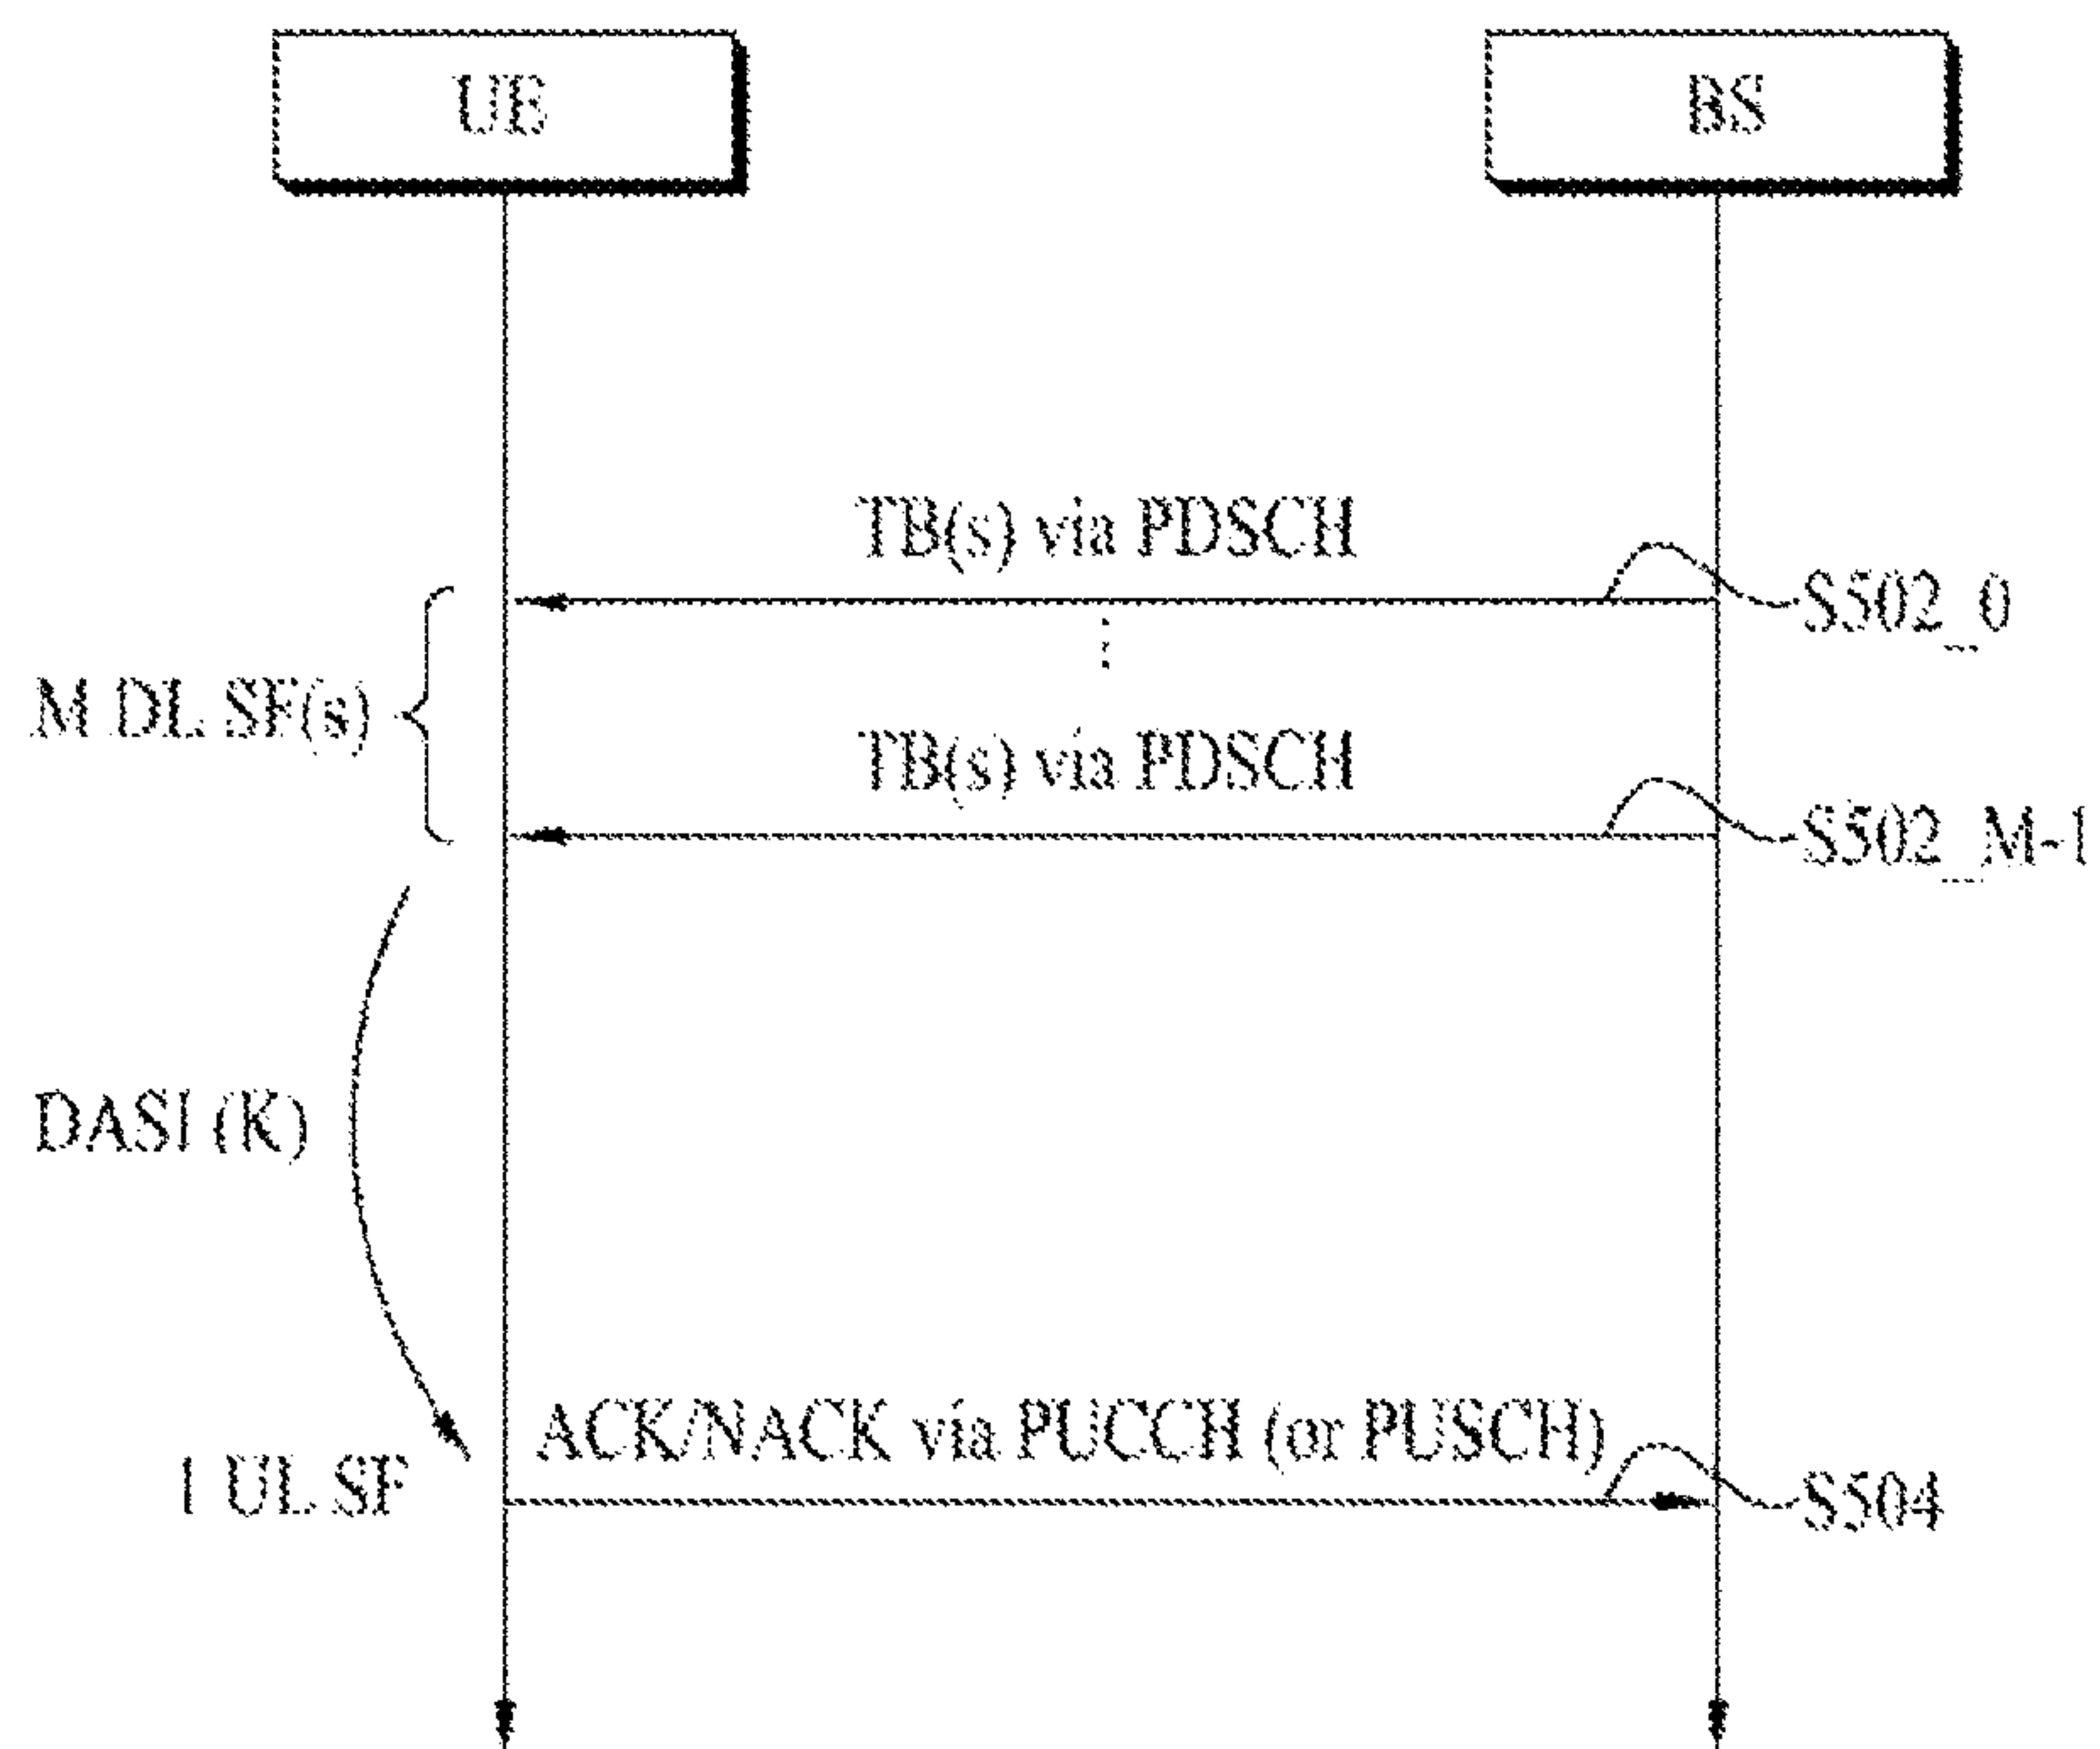 UE
BS
TB(s) via PDSCH
S502_0
M DL SF(s)
TB(s) via PDSCH
S502_M-1
DASI (K)
ACK/NACK via PUCCH (or PUSCH)
1 UL SF
S504